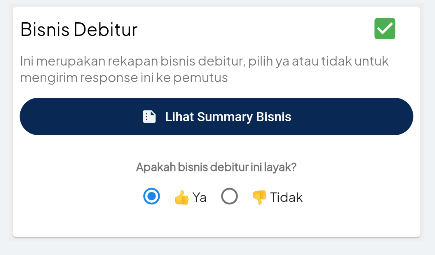 Bisnis Debitur
Ini merupakan rekapan bisnis debitur, pilih ya atau tidak untuk
mengirim response ini ke pemutus
Lihat Summary Bisnis
Apakah bisnis debitur ini layak?
👍 Ya 👎 Tidak